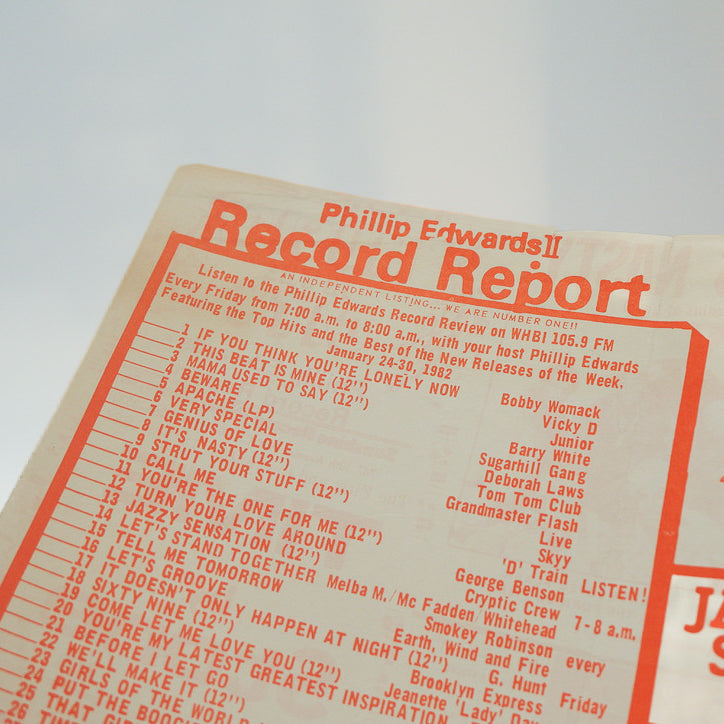 Phillip Edwards II
Record Report
AN INDEPENDENT LISTING... WE ARE NUMBER ONE!!
Listen to the Phillip Edwards Record Review on WHBI 105.9 FM
Every Friday from 7:00 a.m. to 8:00 a.m., with your host Phillip Edwards
Featuring the Top Hits and the Best of the New Releases of the Week,
January 24-30, 1982
1 IF YOU THINK YOU'RE LONELY NOW Bobby Womack
2 THIS BEAT IS MINE (12") Vicky D
3 MAMA USED TO SAY (12") Junior
4 BEWARE Barry White
5 APACHE (LP) Sugarhill Gang
6 VERY SPECIAL Deborah Laws
7 GENIUS OF LOVE Tom Tom Club
8 IT'S NASTY (12") Grandmaster Flash
9 STRUT YOUR STUFF (12") Live
10 CALL ME Skyy
11 YOU'RE THE ONE FOR ME (12") 'D' Train
12 TURN YOUR LOVE AROUND George Benson
13 JAZZY SENSATION (12") Cryptic Crew
14 LET'S STAND TOGETHER Melba M./Mc Fadden/Whitehead
15 TELL ME TOMORROW Smokey Robinson
16 LET'S GROOVE Earth, Wind and Fire
17 IT DOESN'T ONLY HAPPEN AT NIGHT (12") G. Hunt
18 SIXTY NINE (12") Brooklyn Express
19 COME LET ME LOVE YOU (12") Jeanette 'Lady'
20 YOU'RE MY LATEST GREATEST INSPIRATION
21 BEFORE I LET GO
22 WE'LL MAKE IT (12")
23 GIRLS OF THE WORLD
24 PUT THE
25 THAT
26
LISTEN!
7-8 a.m.
every
Friday